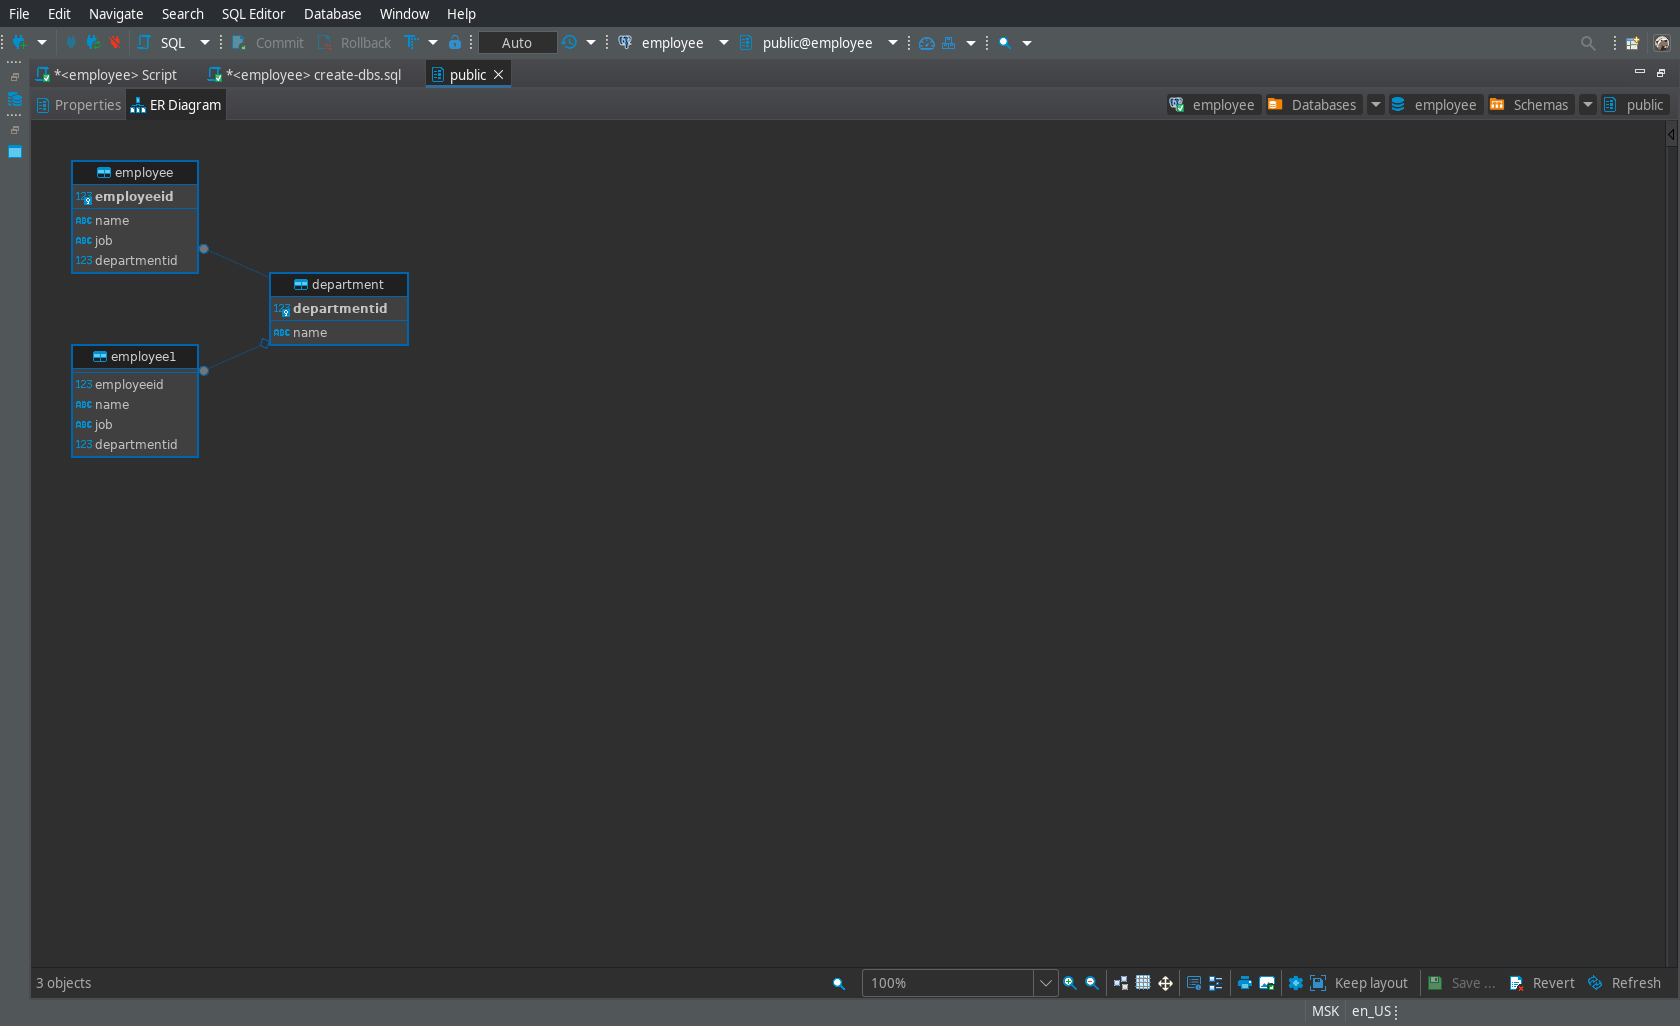 File Edit Navigate Search SQL Editor Database Window Help
SQL Commit Rollback Auto employee public@employee
*<employee> Script *<employee> create-dbs.sql public
Properties ER Diagram employee Databases employee Schemas public
employee
123 employeeid
ABC name
ABC job
123 departmentid
department
123 departmentid
ABC name
employee1
123 employeeid
ABC name
ABC job
123 departmentid
3 objects 100% Keep layout Save ... Revert Refresh
MSK en_US